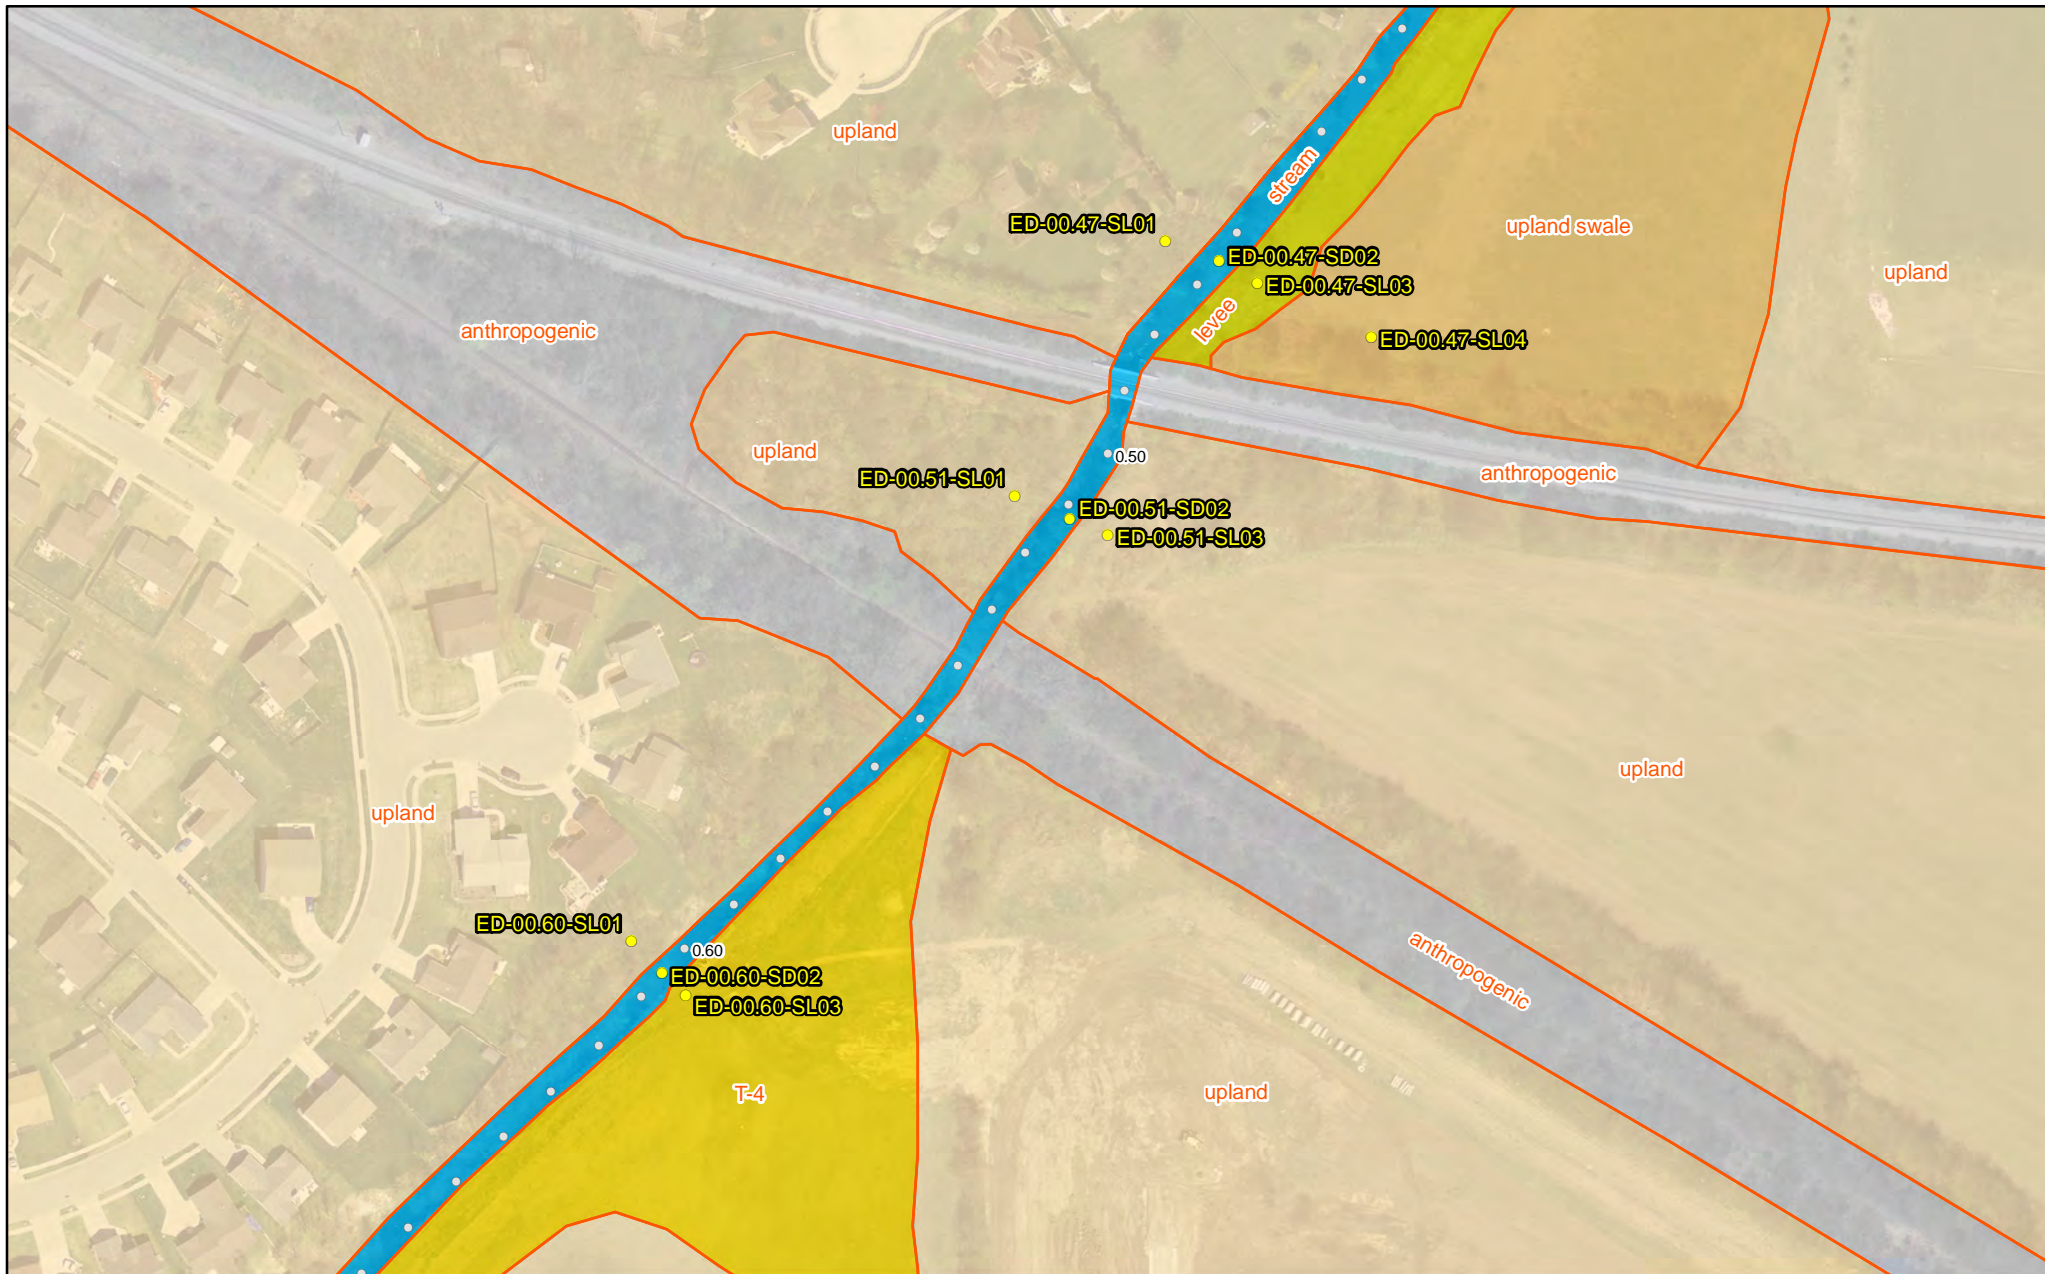 upland
stream
ED-00.47-SL01
upland swale
ED-00.47-SD02
upland
ED-00.47-SL03
levee
anthropogenic
ED-00.47-SL04
upland
0.50
anthropogenic
ED-00.51-SL01
ED-00.51-SD02
ED-00.51-SL03
upland
upland
ED-00.60-SL01
0.60
anthropogenic
ED-00.60-SD02
ED-00.60-SL03
T-4
upland